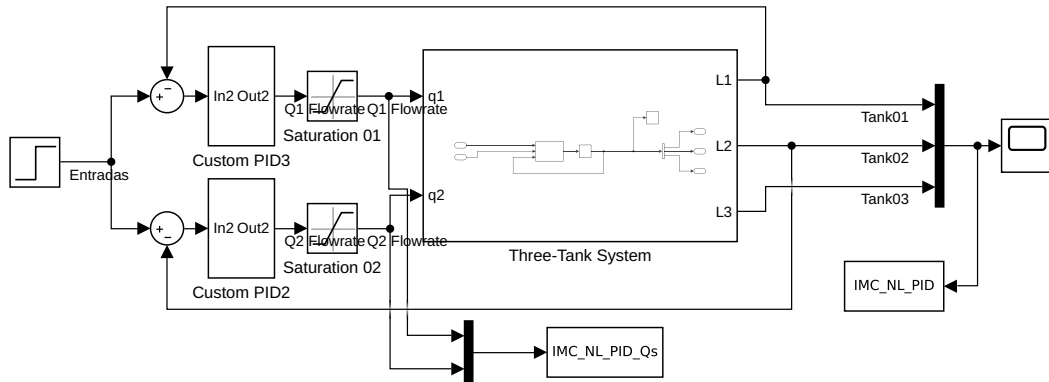 In2 Out2
Q1 Flowrate
Q1 Flowrate
q1
L1
Saturation 01
Custom PID3
Tank01
Entradas
L2
Tank02
In2 Out2
q2
Tank03
L3
Q2 Flowrate
Q2 Flowrate
Three-Tank System
Saturation 02
Custom PID2
IMC_NL_PID
IMC_NL_PID_Qs